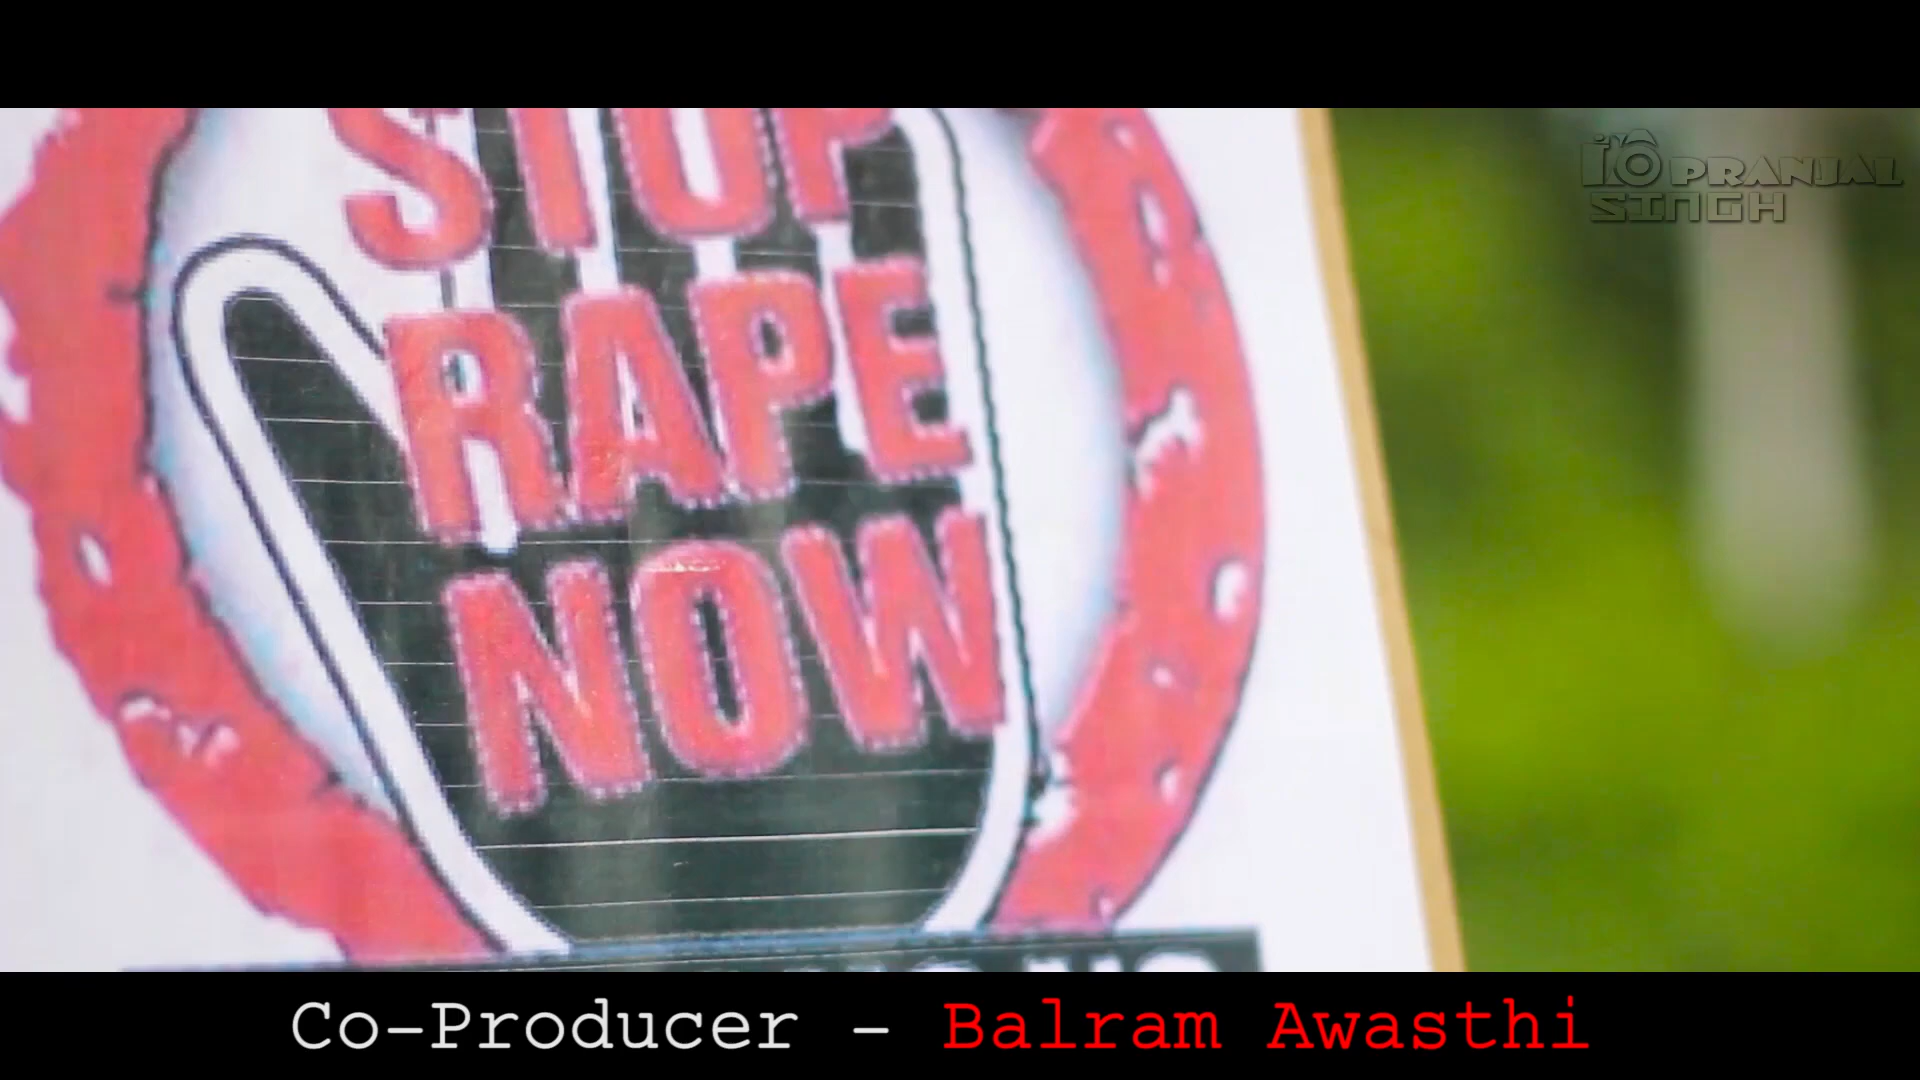 STOP
RAPE
NOW
PRANJAL
SINGH
Co-Producer - Balram Awasthi